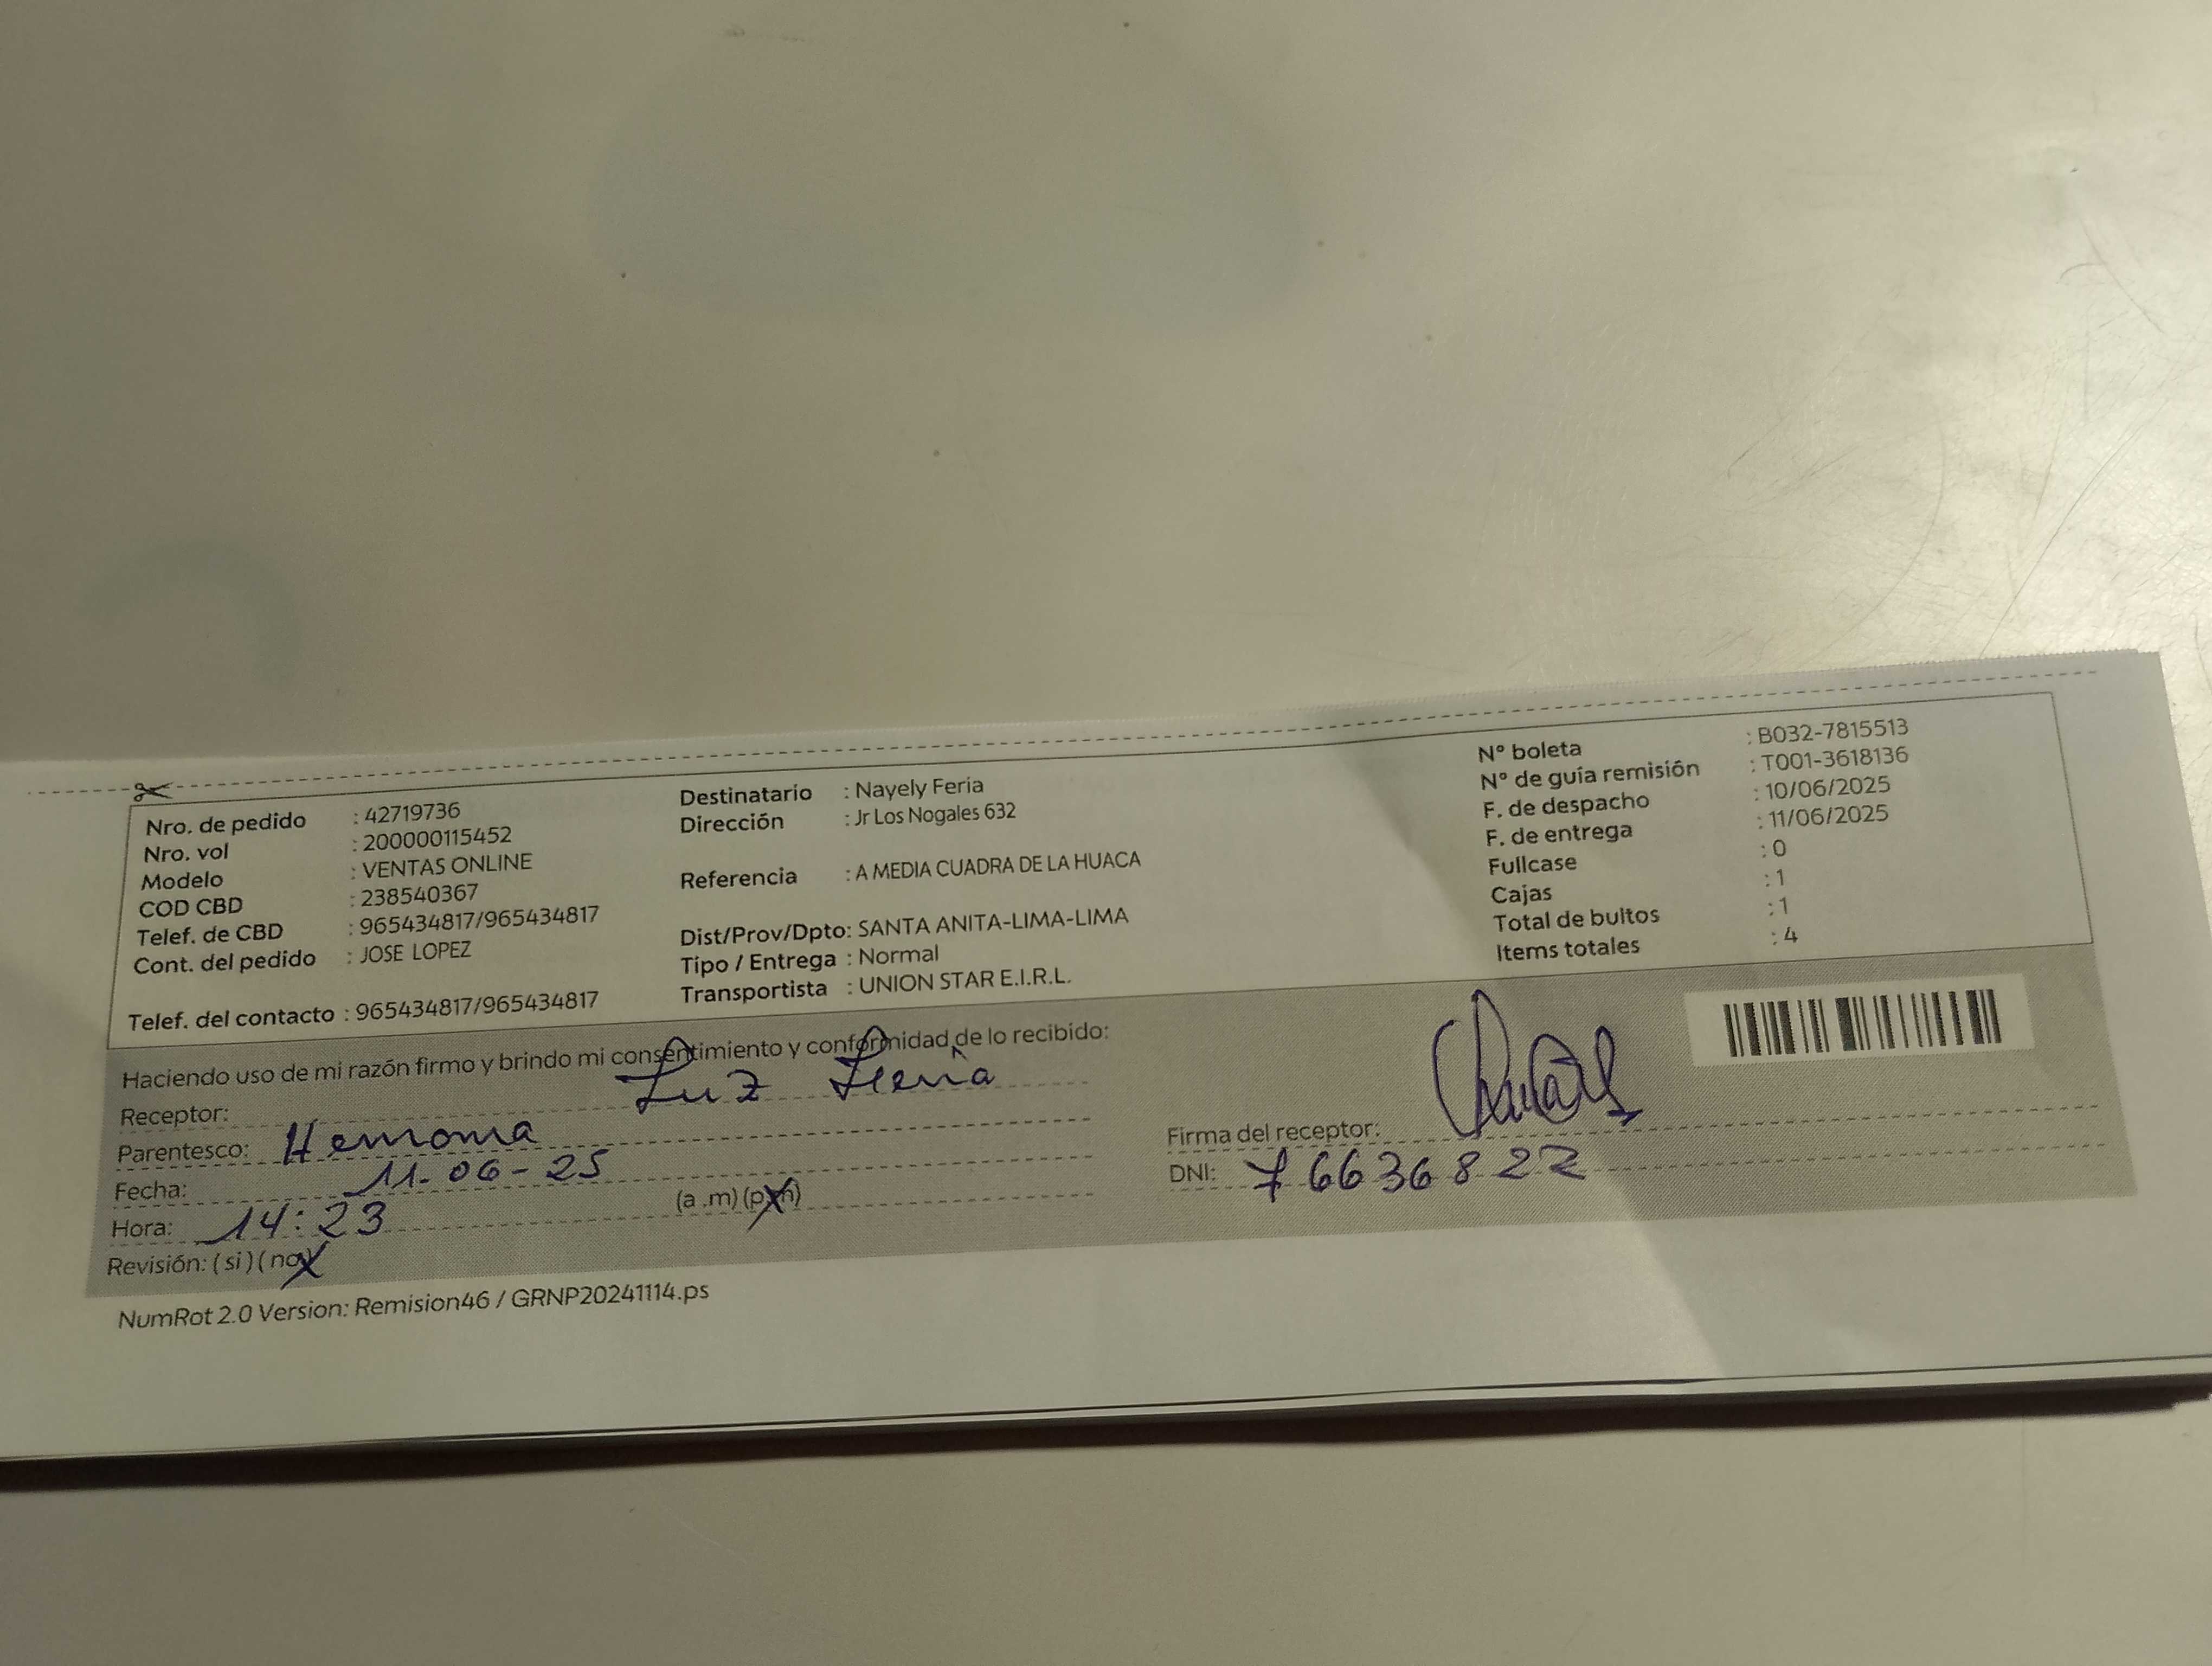 Nro. de pedido : 42719736
Nro. vol : 200000115452
Modelo : VENTAS ONLINE
COD CBD : 238540367
Telef. de CBD : 965434817/965434817
Cont. del pedido : JOSE LOPEZ
Telef. del contacto : 965434817/965434817
Destinatario : Nayely Feria
Dirección : Jr Los Nogales 632
Referencia : A MEDIA CUADRA DE LA HUACA
Dist/Prov/Dpto: SANTA ANITA-LIMA-LIMA
Tipo / Entrega : Normal
Transportista : UNION STAR E.I.R.L.
N° boleta : B032-7815513
N° de guía remisión : T001-3618136
F. de despacho : 10/06/2025
F. de entrega : 11/06/2025
Fullcase : 0
Cajas : 1
Total de bultos : 1
Items totales : 4
Haciendo uso de mi razón firmo y brindo mi consentimiento y conformidad de lo recibido:
Receptor: Luz Feria
Parentesco: Hermana
Fecha: 11-06-25
Hora: 14:23 (a .m) (p.m)
Revisión: ( si ) ( no )
Firma del receptor:
DNI: 76636822
NumRot 2.0 Version: Remision46 / GRNP20241114.ps